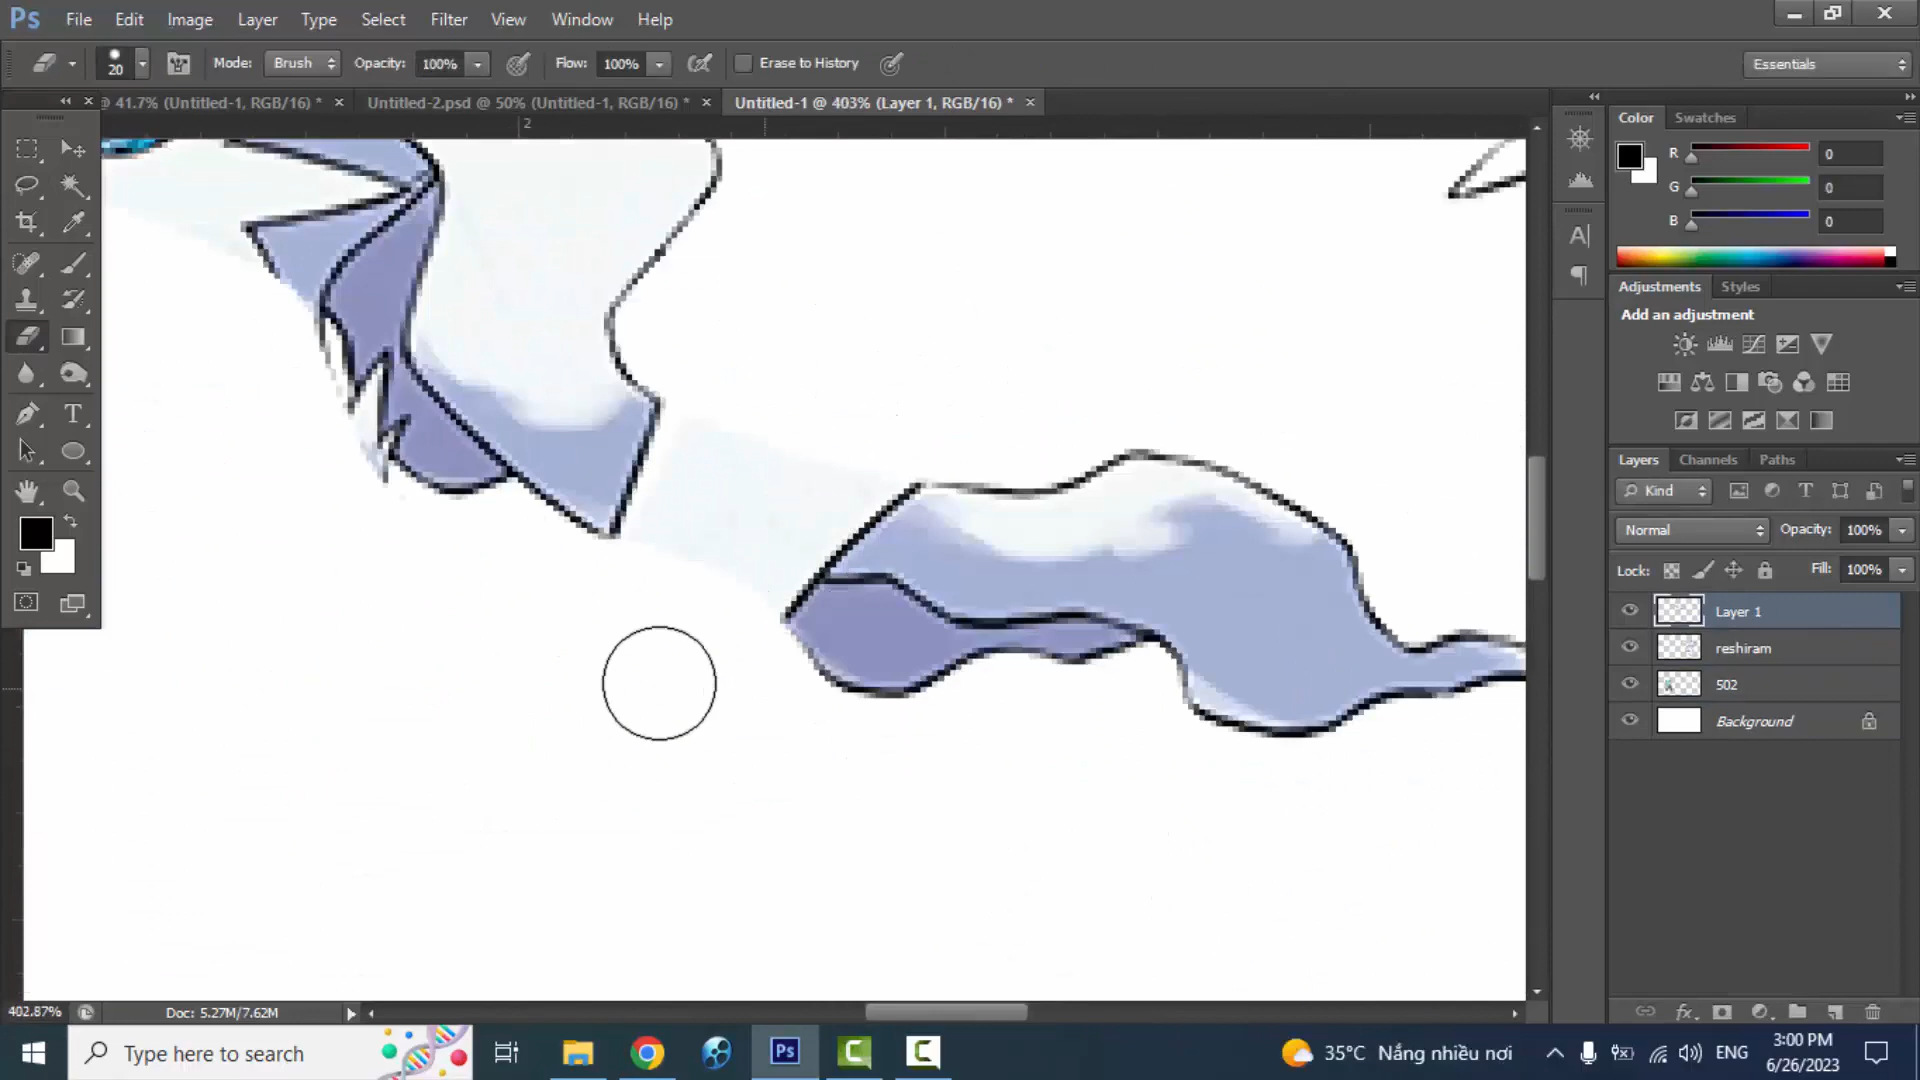 Ps File Edit Image Layer Type Select Filter View Window Help
20 Mode: Brush Opacity: 100% Flow: 100% Erase to History Essentials
@ 41.7% (Untitled-1, RGB/16) * × Untitled-2.psd @ 50% (Untitled-1, RGB/16) * × Untitled-1 @ 403% (Layer 1, RGB/16) * ×
2
Color Swatches
R 0
G 0
B 0
Adjustments Styles
Add an adjustment
Layers Channels Paths
Kind T
Normal Opacity: 100%
Lock: Fill: 100%
Layer 1
reshiram
502
Background
402.87% Doc: 5.27M/7.62M
Type here to search Ps 35°C Nắng nhiều nơi ENG 3:00 PM
6/26/2023